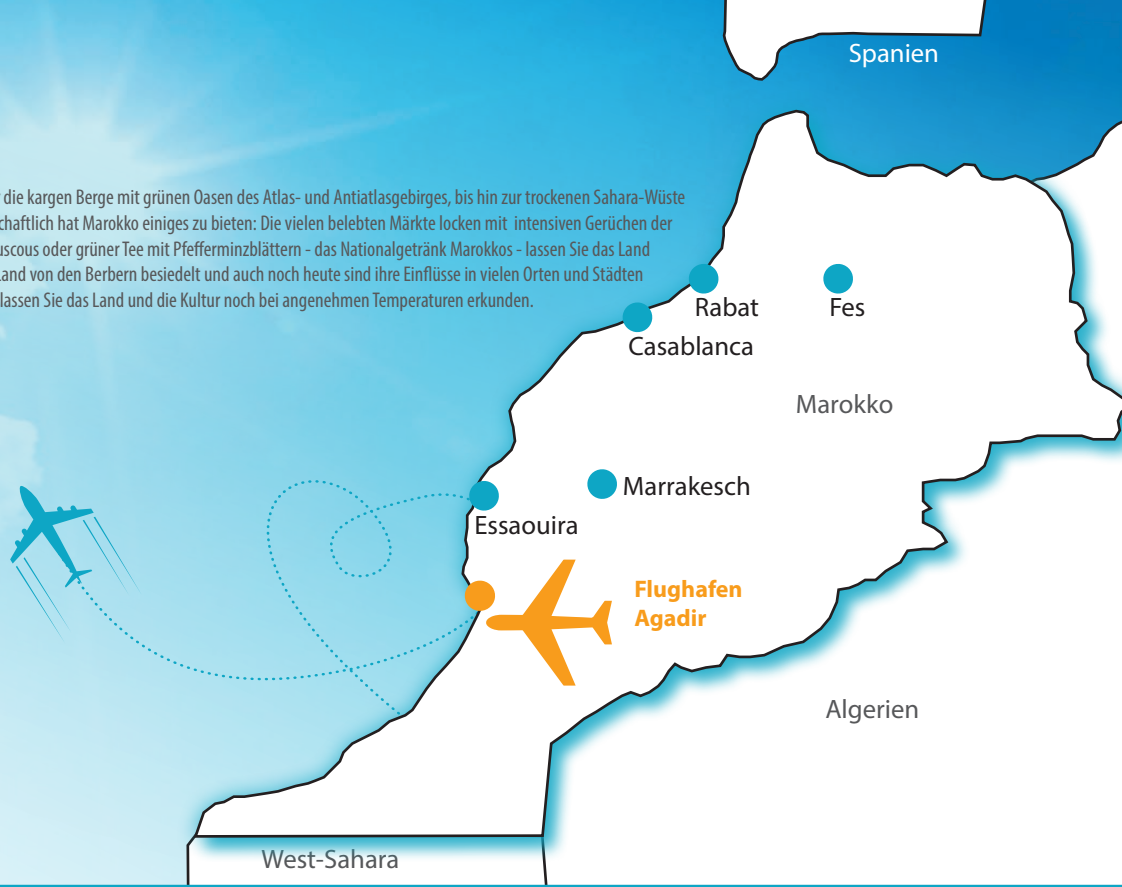 Spanien
die kargen Berge mit grünen Oasen des Atlas- und Antiatlasgebirges, bis hin zur trockenen Sahara-Wüste
schaftlich hat Marokko einiges zu bieten: Die vielen belebten Märkte locken mit intensiven Gerüchen der
uscous oder grüner Tee mit Pfefferminzblättern - das Nationalgetränk Marokkos - lassen Sie das Land
Land von den Berbern besiedelt und auch noch heute sind ihre Einflüsse in vielen Orten und Städten
lassen Sie das Land und die Kultur noch bei angenehmen Temperaturen erkunden.
Rabat
Fes
Casablanca
Marokko
Marrakesch
Essaouira
Flughafen
Agadir
Algerien
West-Sahara